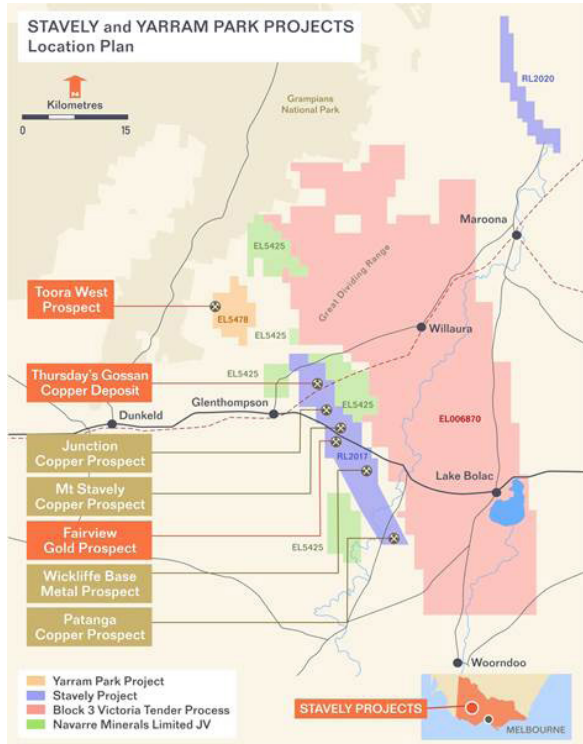 STAVELY and YARRAM PARK PROJECTS
Location Plan
N
Kilometres
0 15
Grampians
National Park
RL2020
Maroona
EL5425
Great Dividing Range
Toora West
Prospect
EL5478
Willaura
EL5425
Thursday's Gossan
Copper Deposit
EL5425
Glenthompson
EL5425
Dunkeld
EL006870
Junction
Copper Prospect
RL2017
Lake Bolac
Mt Stavely
Copper Prospect
Fairview
Gold Prospect
EL5425
Wickliffe Base
Metal Prospect
Patanga
Copper Prospect
Woorndoo
Yarram Park Project
Stavely Project
Block 3 Victoria Tender Process
Navarre Minerals Limited JV
STAVELY PROJECTS
MELBOURNE